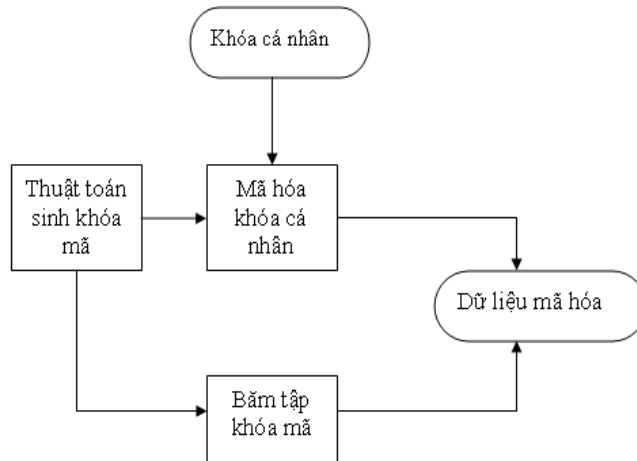 Khóa cá nhân
Thuật toán
sinh khóa
mã
Mã hóa
khóa cá
nhân
Dữ liệu mã hóa
Băm tập
khóa mã